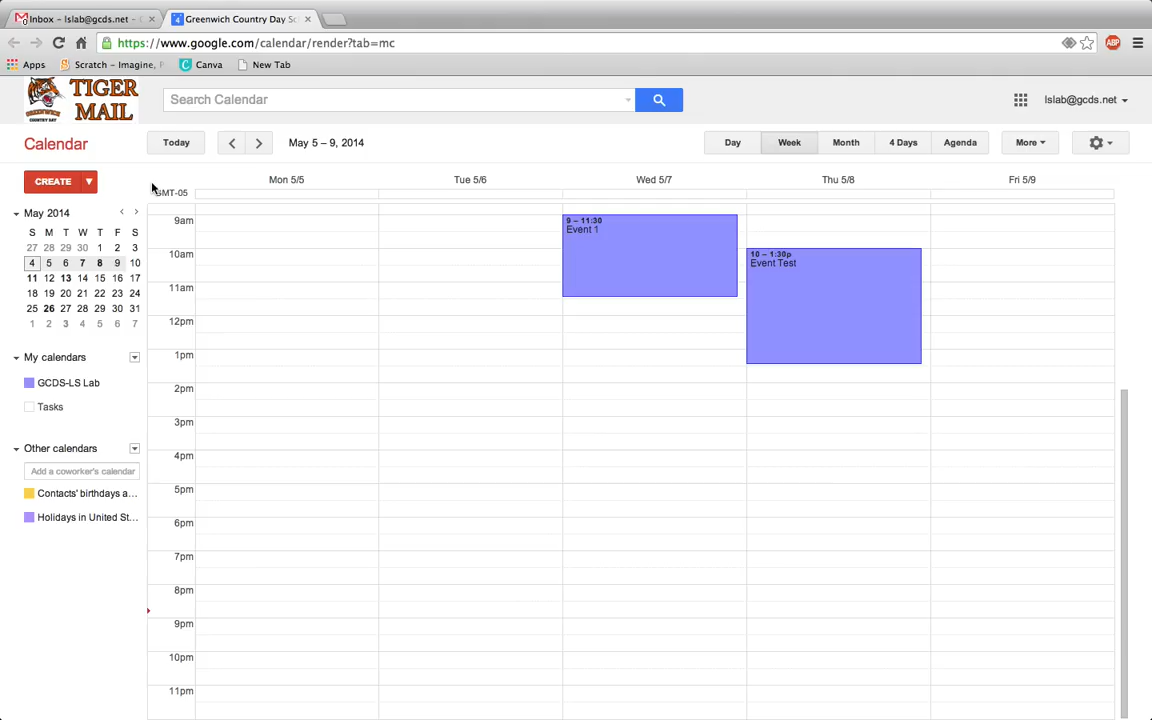 Inbox – lslab@gcds.net –
Greenwich Country Day Sc
https://www.google.com/calendar/render?tab=mc
ABP
Apps
Scratch – Imagine, P
Canva
New Tab
TIGER
MAIL
GREENWICH
COUNTRY DAY
Search Calendar
lslab@gcds.net
Calendar
Today
May 5 – 9, 2014
Day
Week
Month
4 Days
Agenda
More
CREATE
GMT-05
Mon 5/5
Tue 5/6
Wed 5/7
Thu 5/8
Fri 5/9
May 2014
S M T W T F S
27 28 29 30 1 2 3
4 5 6 7 8 9 10
11 12 13 14 15 16 17
18 19 20 21 22 23 24
25 26 27 28 29 30 31
1 2 3 4 5 6 7
My calendars
GCDS-LS Lab
Tasks
Other calendars
Add a coworker's calendar
Contacts' birthdays a...
Holidays in United St...
9am
10am
11am
12pm
1pm
2pm
3pm
4pm
5pm
6pm
7pm
8pm
9pm
10pm
11pm
9 – 11:30
Event 1
10 – 1:30p
Event Test